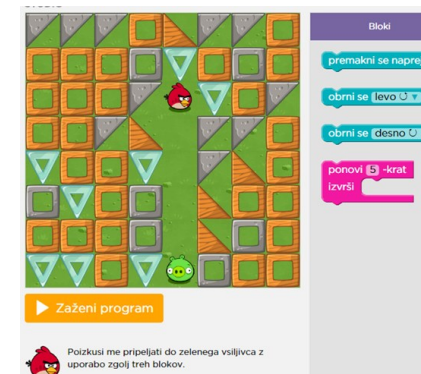 Bloki
premakni se napre
obrni se levo
obrni se desno
ponovi 5 -krat
izvrši
Zaženi program
Poizkusi me pripeljati do zelenega vsiljivca z
uporabo zgolj treh blokov.